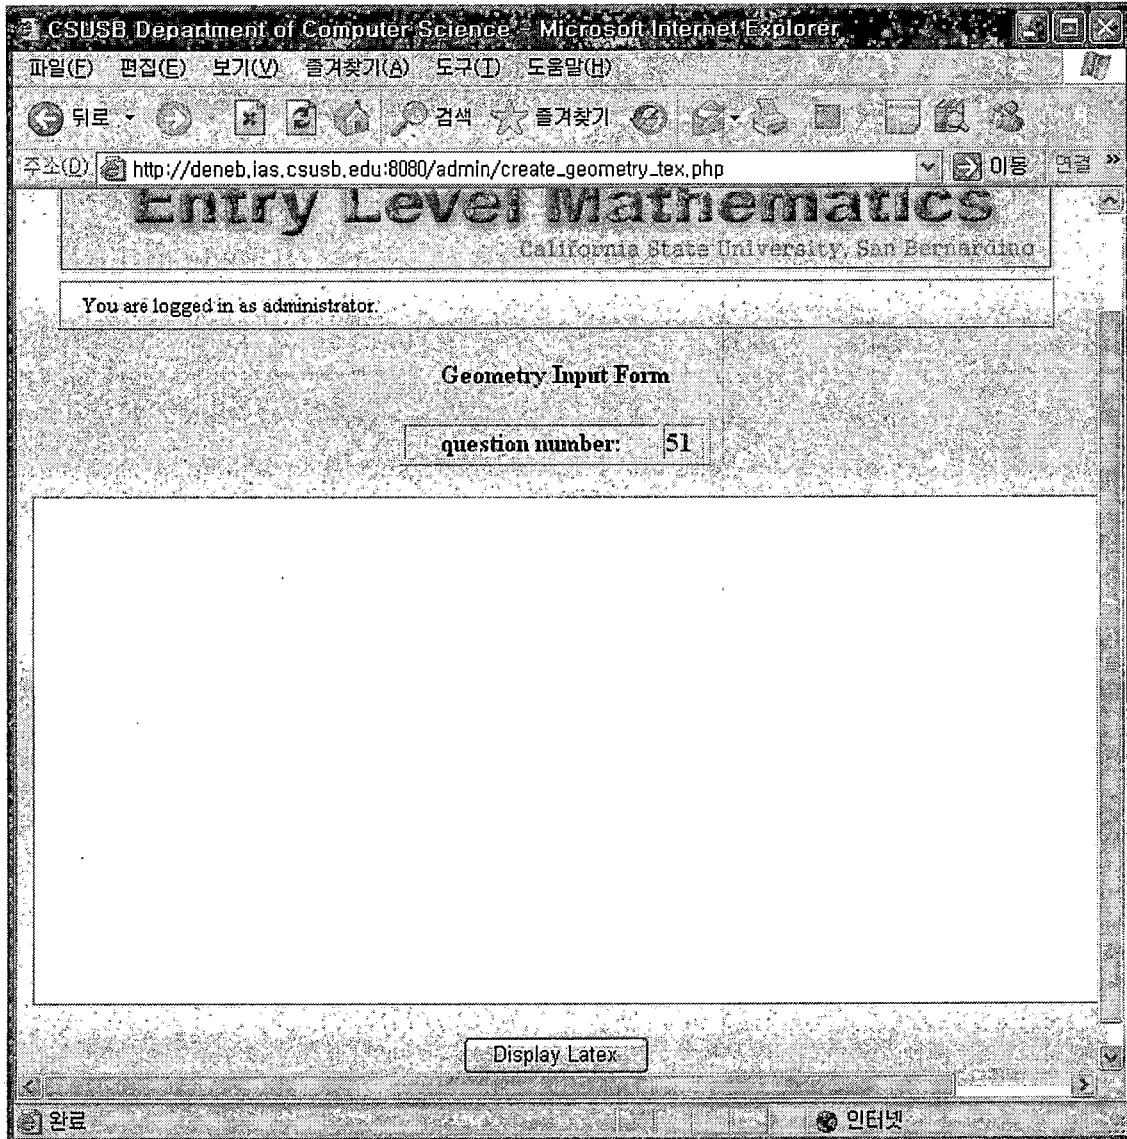 CSUSB Department of Computer Science - Microsoft Internet Explorer
파일(F) 편집(E) 보기(V) 즐겨찾기(A) 도구(T) 도움말(H)
뒤로 검색 즐겨찾기
주소(D) http://deneb.ias.csusb.edu:8080/admin/create_geometry_tex.php 이동 연결 »
Entry Level Mathematics
California State University, San Bernardino
You are logged in as administrator.
Geometry Input Form
question number: 51
Display Latex
완료 인터넷